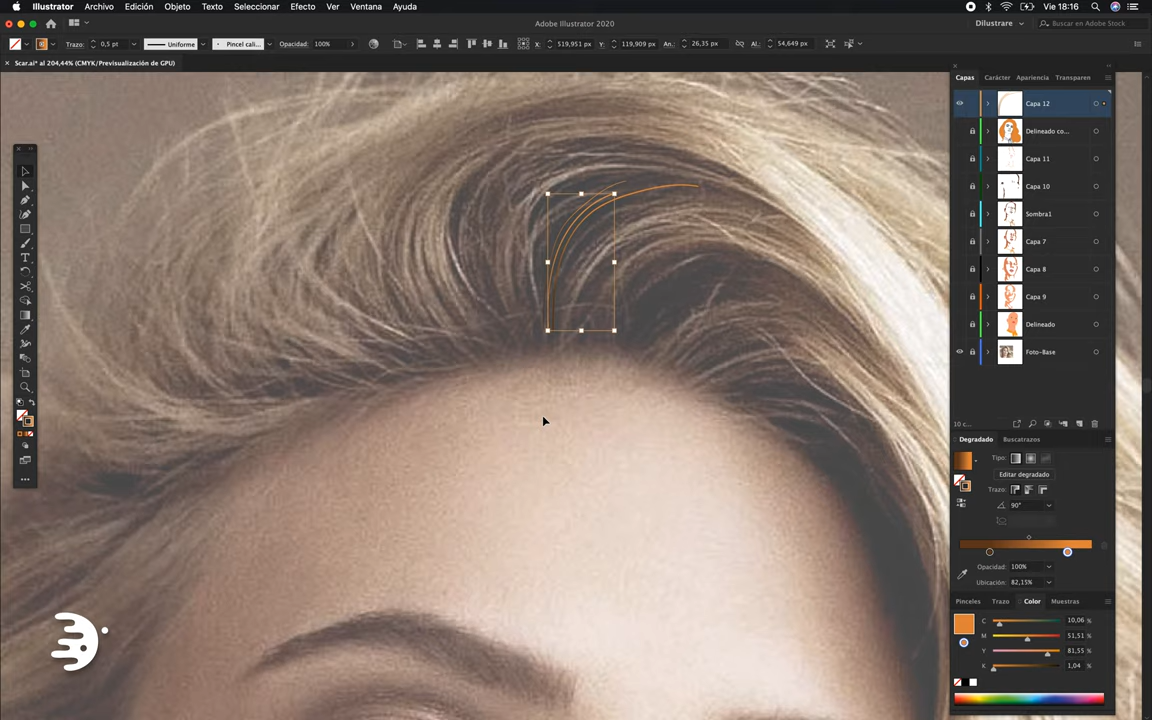 Illustrator Archivo Edición Objeto Texto Seleccionar Efecto Ver Ventana Ayuda Vie 18:16
Adobe Illustrator 2020 Dilustrare Buscar en Adobe Stock
Trazo: 0,5 pt Uniforme Pincel cali... Opacidad: 100% X: 519,951 px Y: 119,909 px An.: 26,35 px AL: 54,649 px
Scar.ai* al 204,44% (CMYK/Previsualización de GPU)
Capas Carácter Apariencia Transparen
Capa 12
Delineado co...
Capa 11
Capa 10
Sombra1
Capa 7
Capa 8
Capa 9
Delineado
Foto-Base
10 c...
Degradado Buscatrazos
Tipo:
Editar degradado
Trazo:
90°
Opacidad: 100%
Ubicación: 82,15%
Pinceles Trazo Color Muestras
C 10,06 %
M 51,51 %
Y 81,55 %
K 1,04 %